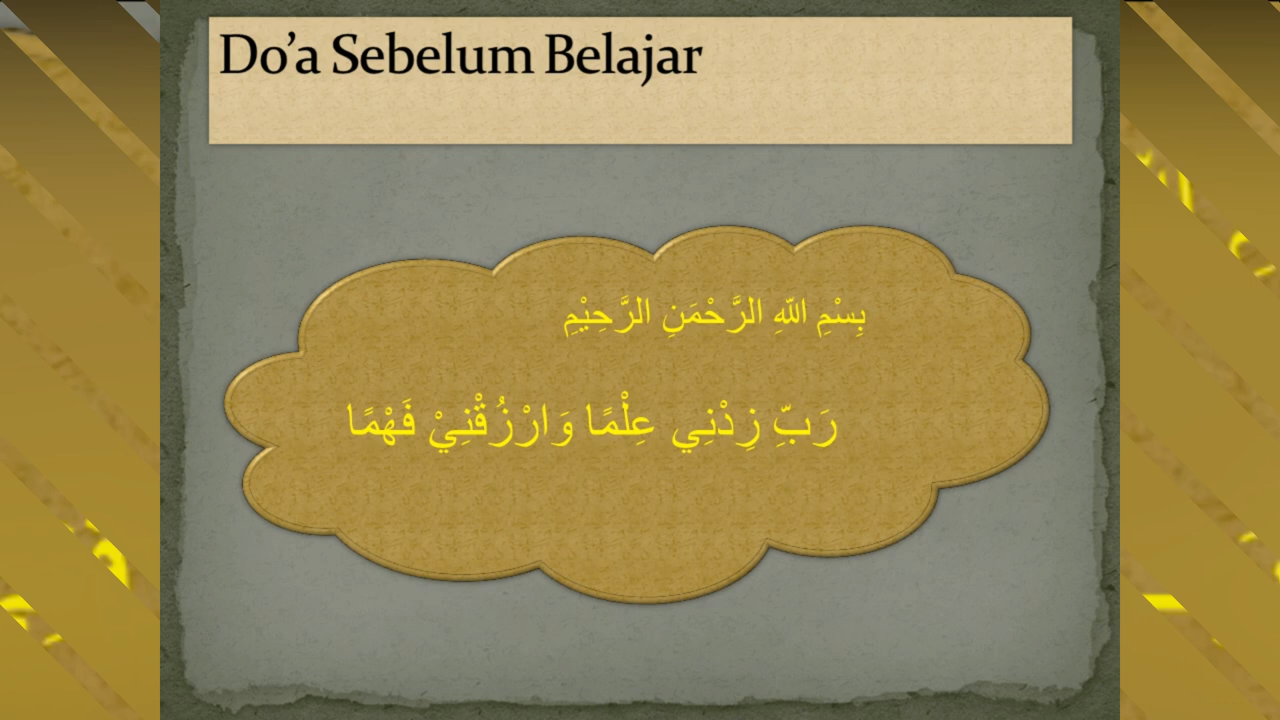 Do’a Sebelum Belajar
بِسْمِ اللهِ الرَّحْمَنِ الرَّحِيْمِ
رَبِّ زِدْنِي عِلْمًا وَارْزُقْنِيْ فَهْمًا